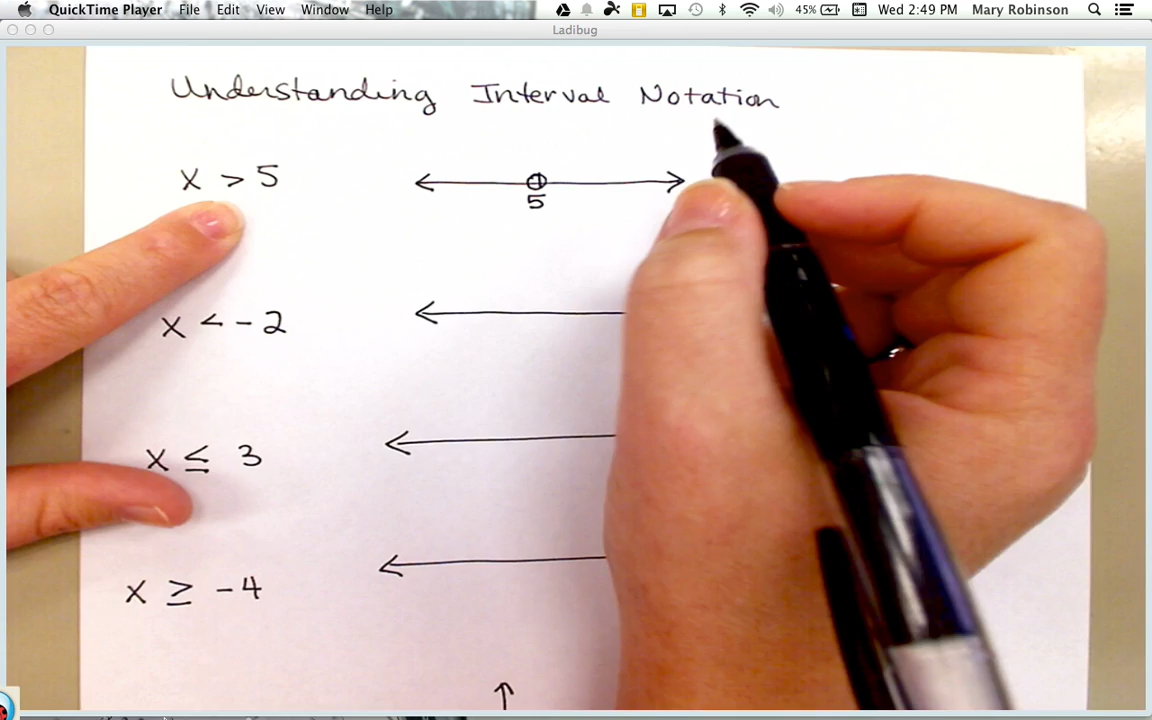 QuickTime Player File Edit View Window Help 45% Wed 2:49 PM Mary Robinson
Ladibug
Understanding Interval Notation
x > 5
5
x < -2
x ≤ 3
x ≥ -4